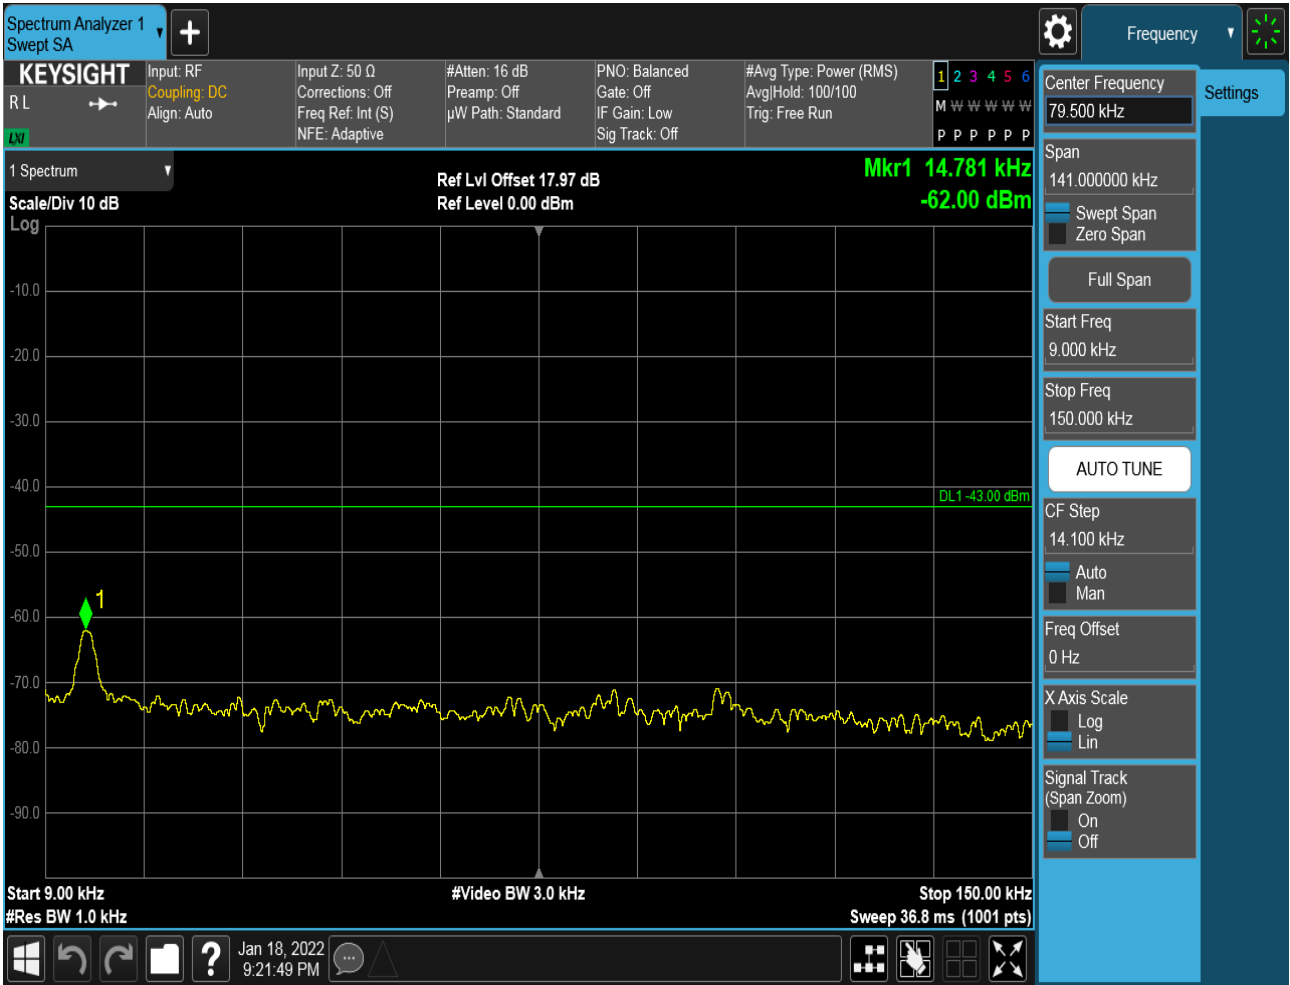 Spectrum Analyzer 1
Swept SA
Frequency
KEYSIGHT
R L
LXI
Input: RF
Coupling: DC
Align: Auto
Input Z: 50 Ω
Corrections: Off
Freq Ref: Int (S)
NFE: Adaptive
#Atten: 16 dB
Preamp: Off
µW Path: Standard
PNO: Balanced
Gate: Off
IF Gain: Low
Sig Track: Off
#Avg Type: Power (RMS)
Avg|Hold: 100/100
Trig: Free Run
1 2 3 4 5 6
M W W W W W
P P P P P P
1 Spectrum
Scale/Div 10 dB
Log
Ref Lvl Offset 17.97 dB
Ref Level 0.00 dBm
Mkr1 14.781 kHz
-62.00 dBm
-10.0
-20.0
-30.0
-40.0
DL1 -43.00 dBm
-50.0
1
-60.0
-70.0
-80.0
-90.0
Start 9.00 kHz
#Res BW 1.0 kHz
#Video BW 3.0 kHz
Stop 150.00 kHz
Sweep 36.8 ms (1001 pts)
?
Jan 18, 2022
9:21:49 PM
Center Frequency
79.500 kHz
Settings
Span
141.000000 kHz
Swept Span
Zero Span
Full Span
Start Freq
9.000 kHz
Stop Freq
150.000 kHz
AUTO TUNE
CF Step
14.100 kHz
Auto
Man
Freq Offset
0 Hz
X Axis Scale
Log
Lin
Signal Track
(Span Zoom)
On
Off